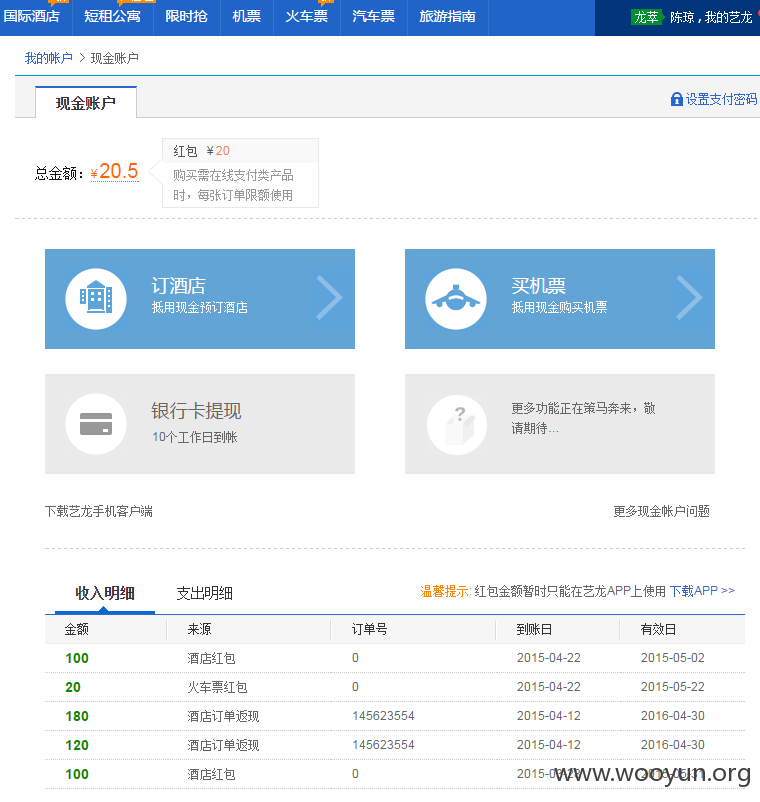 国际酒店 短租公寓 限时抢 机票 火车票 汽车票 旅游指南 龙萃 陈琼，我的艺龙
我的帐户 > 现金账户
现金账户
设置支付密码
总金额：¥20.5
红包 ¥20
购买需在线支付类产品
时，每张订单限额使用
订酒店
抵用现金预订酒店
买机票
抵用现金购买机票
银行卡提现
10个工作日到帐
更多功能正在策马奔来，敬
请期待...
下载艺龙手机客户端
更多现金帐户问题
收入明细 支出明细
温馨提示: 红包金额暂时只能在艺龙APP上使用 下载APP >>
金额 来源 订单号 到账日 有效日
100 酒店红包 0 2015-04-22 2015-05-02
20 火车票红包 0 2015-04-22 2015-05-22
180 酒店订单返现 145623554 2015-04-12 2016-04-30
120 酒店订单返现 145623554 2015-04-12 2016-04-30
100 酒店红包 0
www.wooyun.org